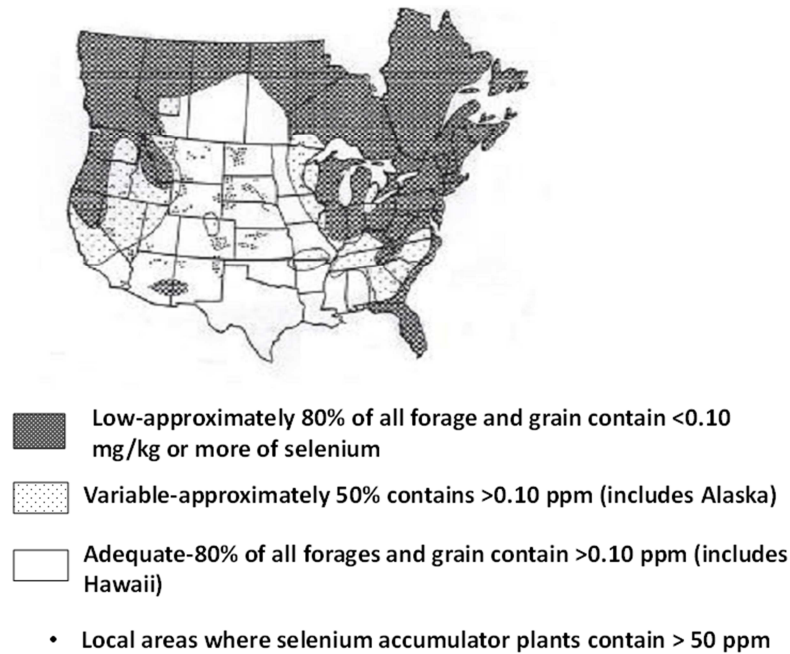 Low-approximately 80% of all forage and grain contain <0.10
mg/kg or more of selenium
Variable-approximately 50% contains >0.10 ppm (includes Alaska)
Adequate-80% of all forages and grain contain >0.10 ppm (includes
Hawaii)
• Local areas where selenium accumulator plants contain > 50 ppm